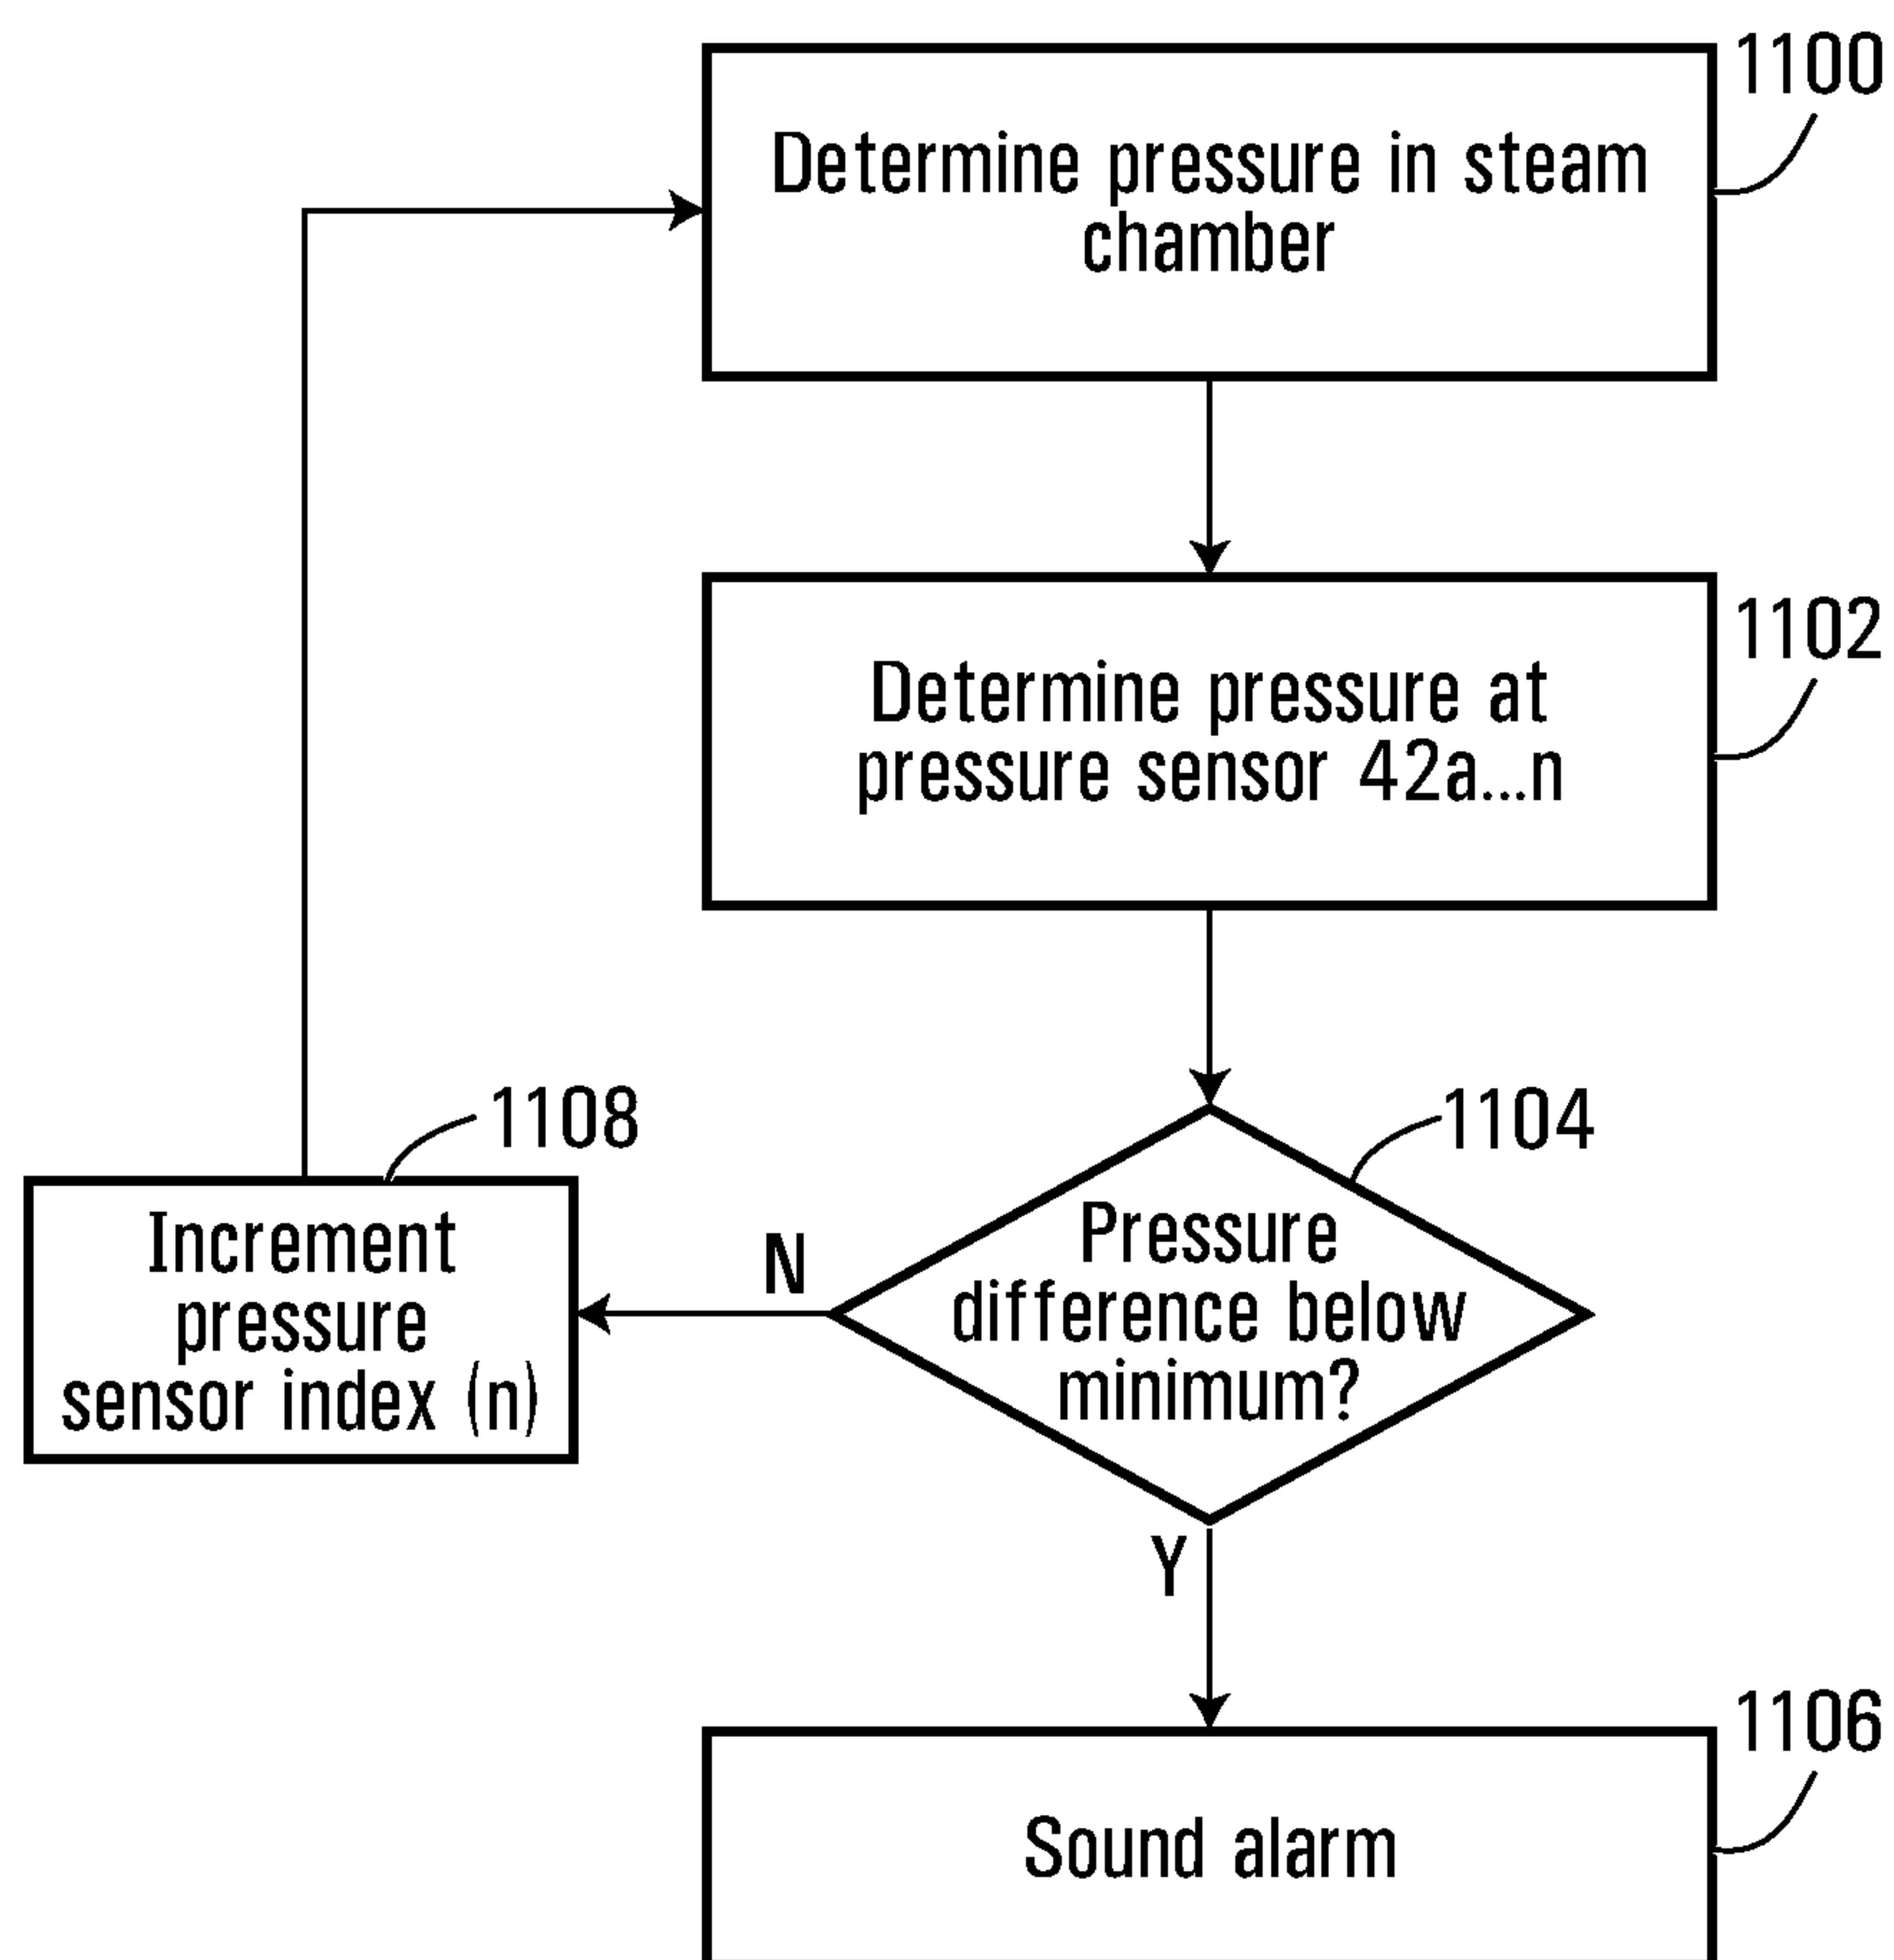 1100
Determine pressure in steam
chamber
1102
Determine pressure at
pressure sensor 42a...n
1108
1104
Increment
pressure
sensor index (n)
N
Pressure
difference below
minimum?
Y
1106
Sound alarm